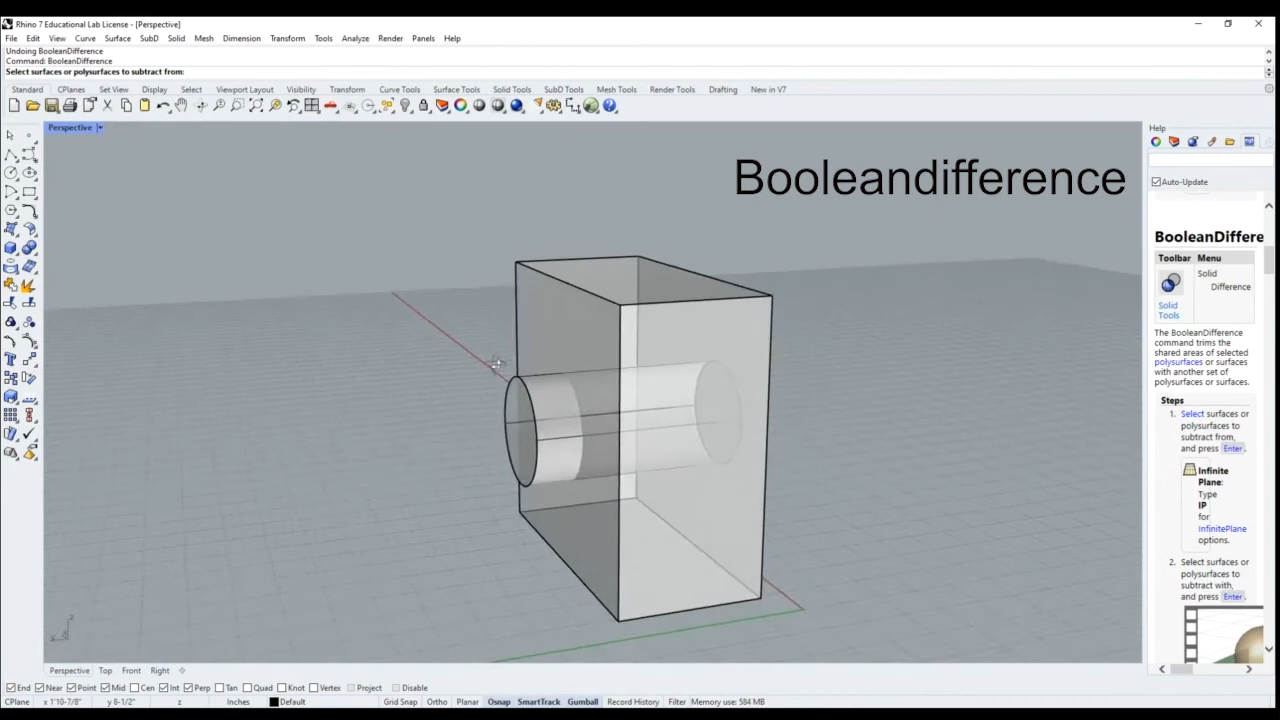 Rhino 7 Educational Lab License - [Perspective]
File Edit View Curve Surface SubD Solid Mesh Dimension Transform Tools Analyze Render Panels Help
Undoing BooleanDifference
Command: BooleanDifference
Select surfaces or polysurfaces to subtract from:
Standard CPlanes Set View Display Select Viewport Layout Visibility Transform Curve Tools Surface Tools Solid Tools SubD Tools Mesh Tools Render Tools Drafting New in V7
Perspective
Booleandifference
Help
Auto-Update
BooleanDiffere
Toolbar Menu
Solid
Difference
Solid
Tools
The BooleanDifference
command trims the
shared areas of selected
polysurfaces or surfaces
with another set of
polysurfaces or surfaces.
Steps
1. Select surfaces or
polysurfaces to
subtract from,
and press Enter.
Infinite
Plane:
Type
IP
for
InfinitePlane
options.
2. Select surfaces or
polysurfaces to
subtract with,
and press Enter.
z
x
Perspective Top Front Right
End Near Point Mid Cen Int Perp Tan Quad Knot Vertex Project Disable
CPlane x 1'10-7/8" y 8-1/2" z Inches Default Grid Snap Ortho Planar Osnap SmartTrack Gumball Record History Filter Memory use: 584 MB